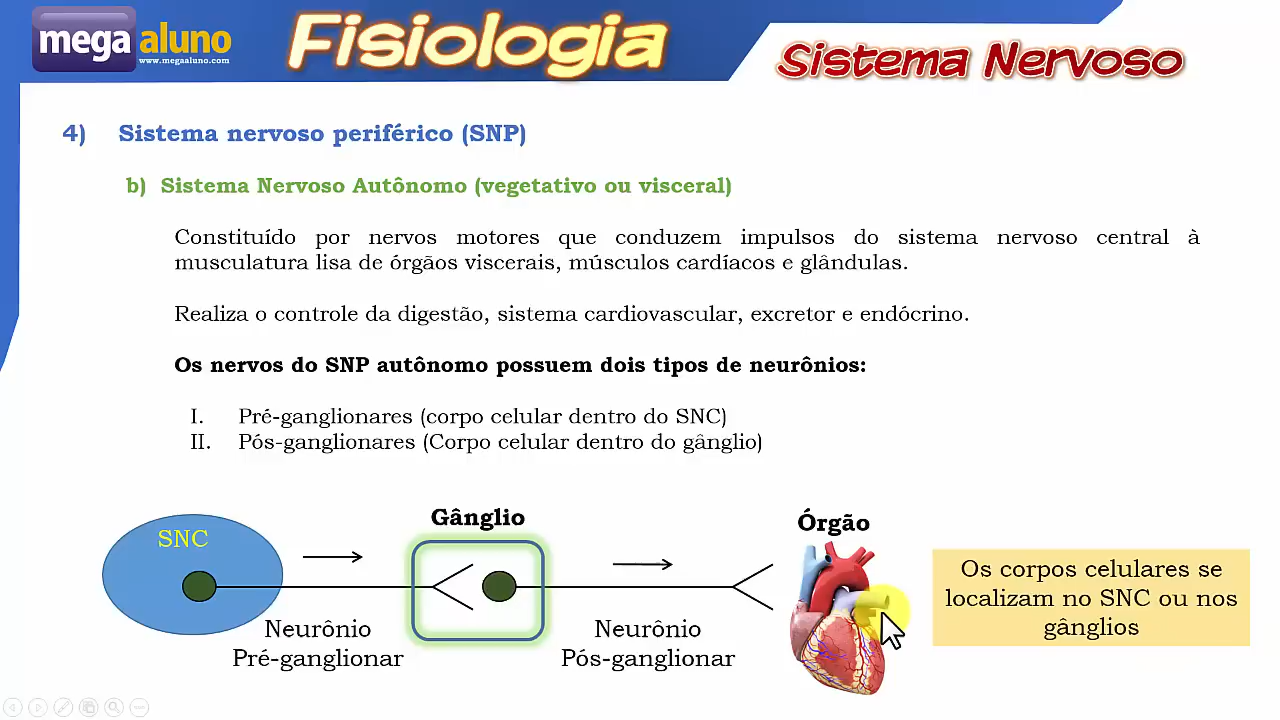 mega aluno
www.megaaluno.com
Fisiologia
Sistema Nervoso
4) Sistema nervoso periférico (SNP)
b) Sistema Nervoso Autônomo (vegetativo ou visceral)
Constituído por nervos motores que conduzem impulsos do sistema nervoso central à
musculatura lisa de órgãos viscerais, músculos cardíacos e glândulas.
Realiza o controle da digestão, sistema cardiovascular, excretor e endócrino.
Os nervos do SNP autônomo possuem dois tipos de neurônios:
I. Pré-ganglionares (corpo celular dentro do SNC)
II. Pós-ganglionares (Corpo celular dentro do gânglio)
SNC
Gânglio
Órgão
Neurônio
Pré-ganglionar
Neurônio
Pós-ganglionar
Os corpos celulares se
localizam no SNC ou nos
gânglios